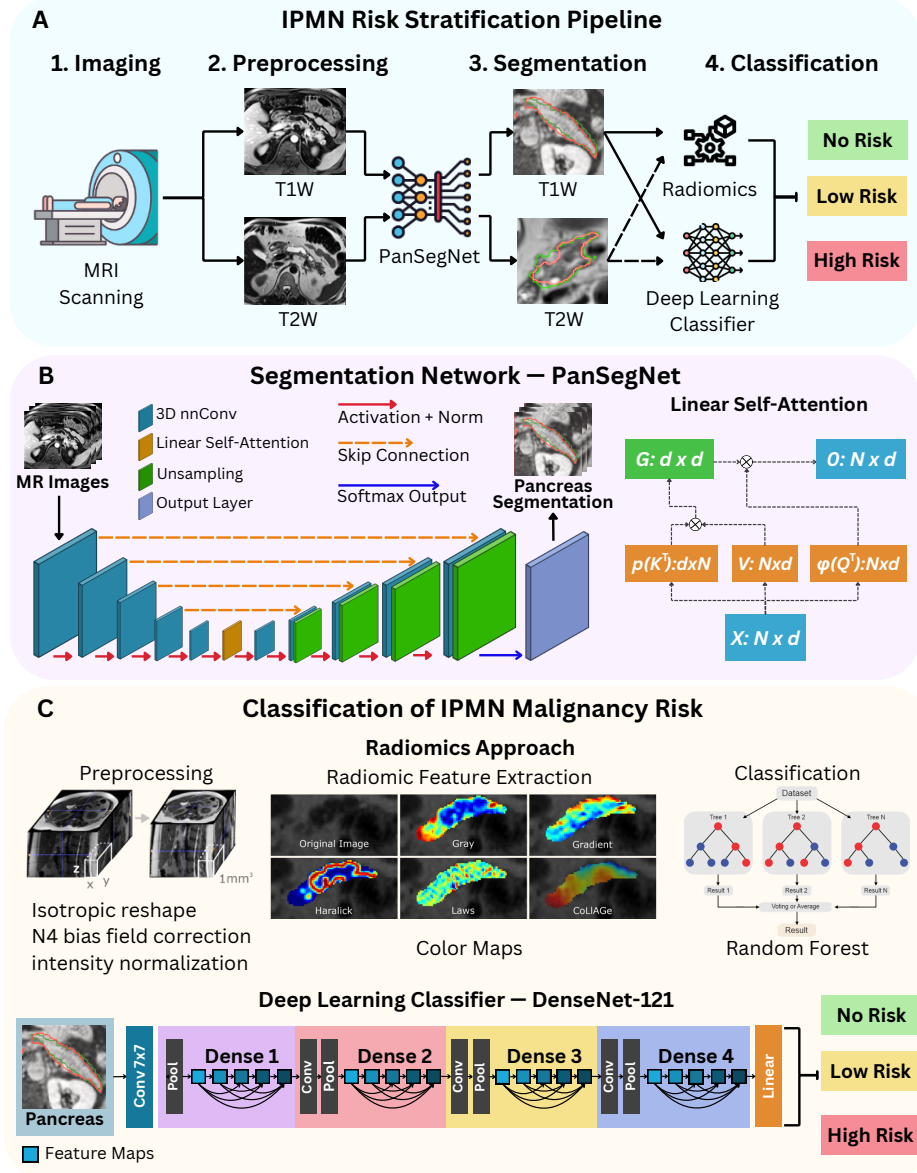 A
IPMN Risk Stratification Pipeline
1. Imaging
2. Preprocessing
3. Segmentation
4. Classification
MRI
Scanning
T1W
T2W
PanSegNet
T1W
T2W
Radiomics
Deep Learning
Classifier
No Risk
Low Risk
High Risk
B
Segmentation Network — PanSegNet
MR Images
3D nnConv
Linear Self-Attention
Unsampling
Output Layer
Activation + Norm
Skip Connection
Softmax Output
Pancreas
Segmentation
Linear Self-Attention
G: d x d
0: N x d
p(Kᵀ):dxN
V: Nxd
φ(Qᵀ):Nxd
X: N x d
C
Classification of IPMN Malignancy Risk
Radiomics Approach
Preprocessing
z
x
y
1mm³
Isotropic reshape
N4 bias field correction
intensity normalization
Radiomic Feature Extraction
Original Image
Gray
Gradient
Haralick
Laws
CoLIAGe
Color Maps
Classification
Dataset
Tree 1
Tree 2
Tree N
Result 1
Result 2
Result N
Voting or Average
Result
Random Forest
Deep Learning Classifier — DenseNet-121
Pancreas
Conv 7x7
Pool
Dense 1
Conv
Pool
Dense 2
Conv
Pool
Dense 3
Conv
Pool
Dense 4
Linear
No Risk
Low Risk
High Risk
Feature Maps